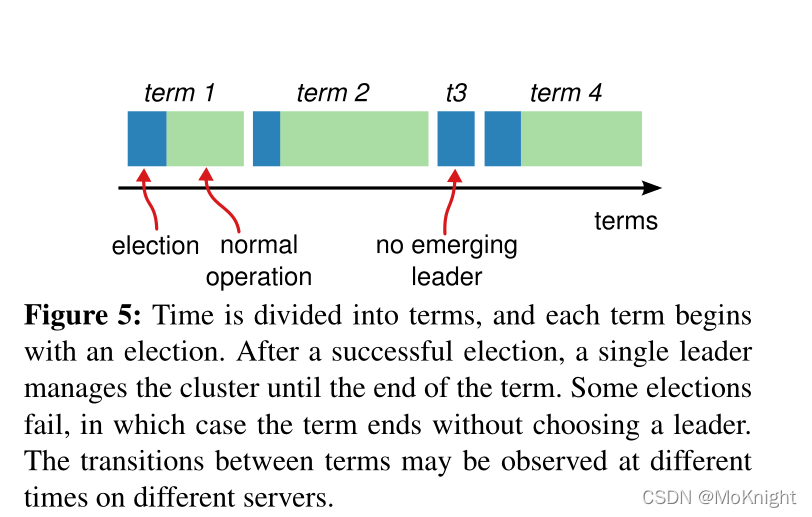 term 1 term 2 t3 term 4
terms
election normal no emerging
operation leader
Figure 5: Time is divided into terms, and each term begins
with an election. After a successful election, a single leader
manages the cluster until the end of the term. Some elections
fail, in which case the term ends without choosing a leader.
The transitions between terms may be observed at different
times on different servers.
CSDN @MoKnight